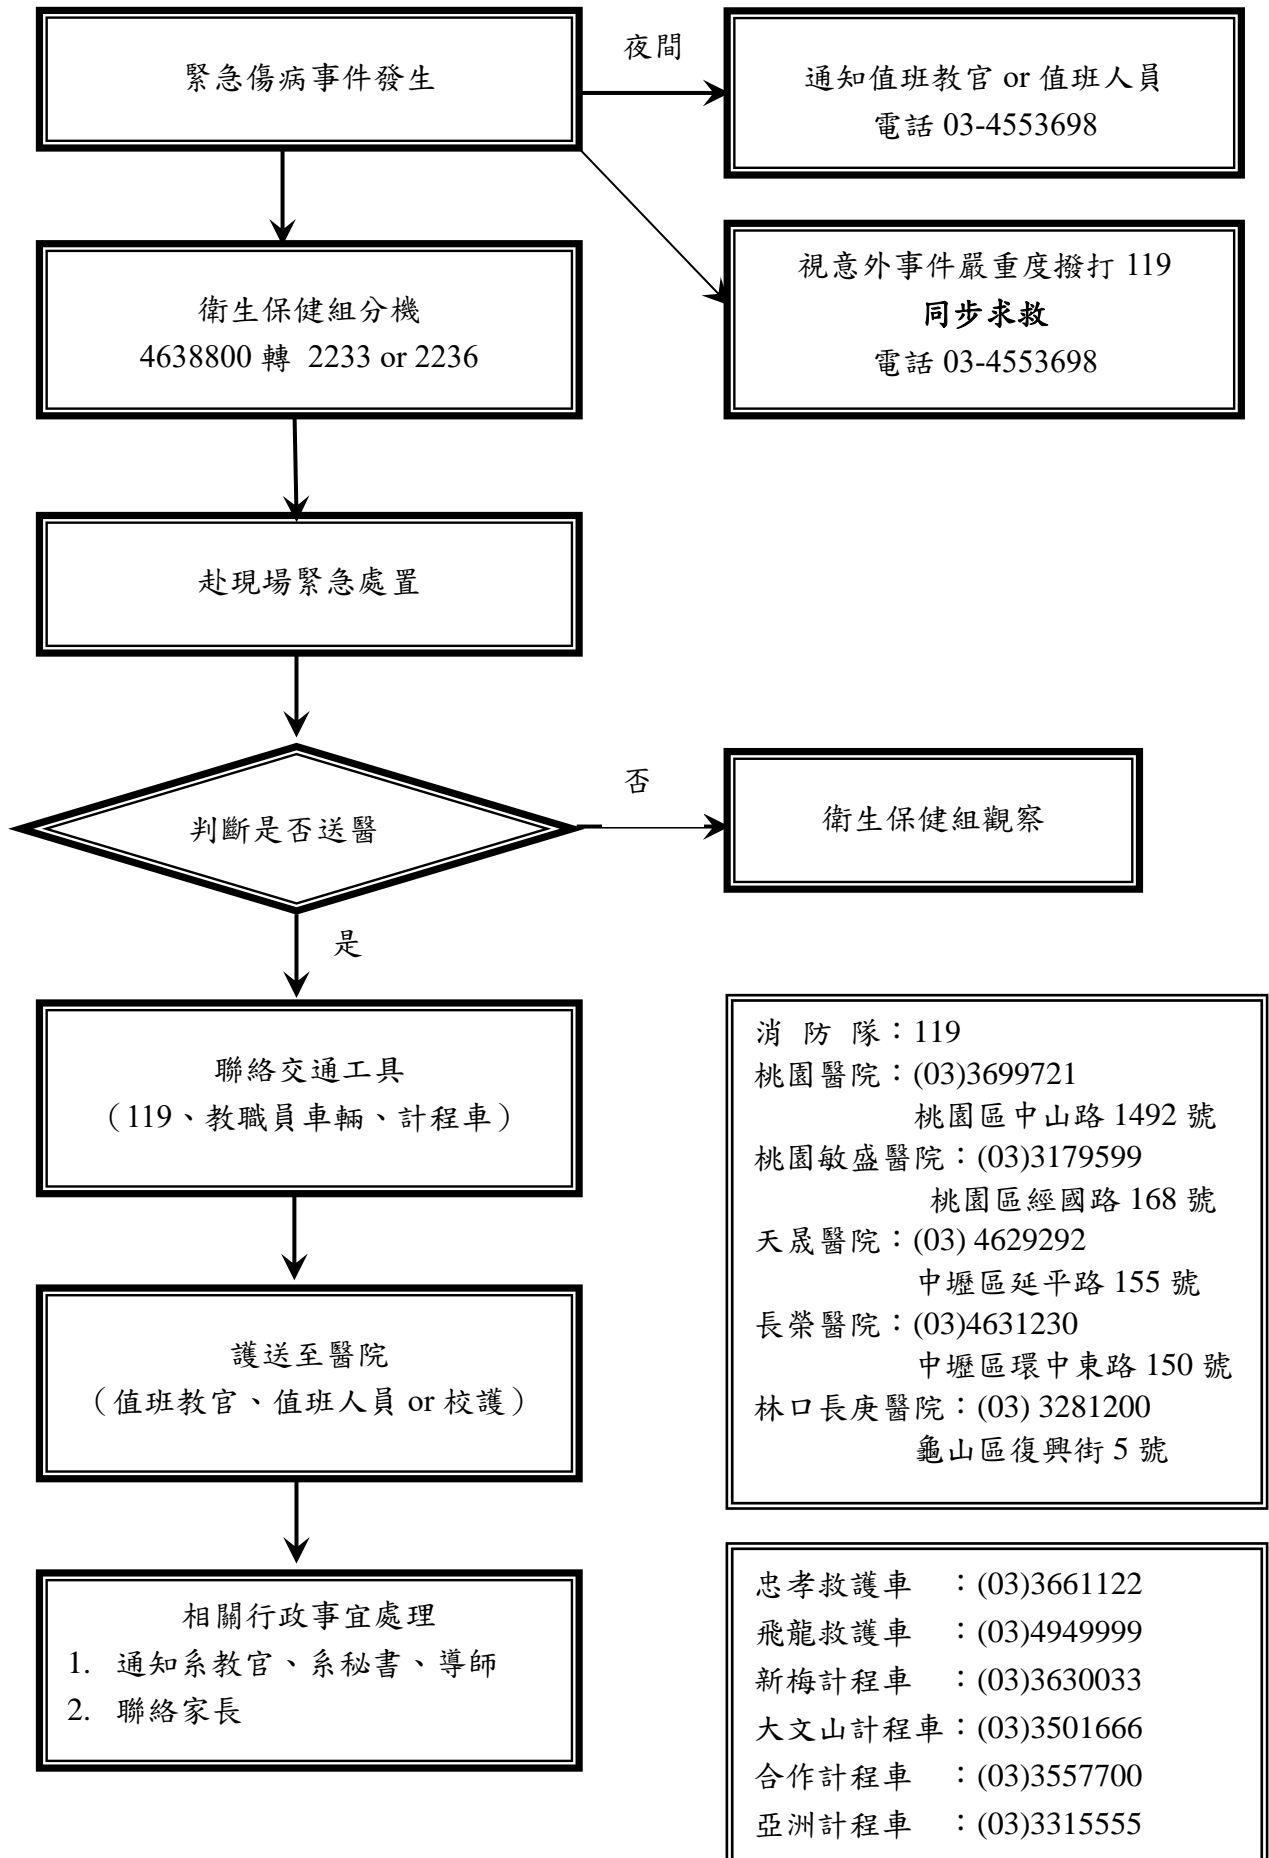 緊急傷病事件發生
夜間
通知值班教官 or 值班人員
電話 03-4553698
視意外事件嚴重度撥打 119
同步求救
電話 03-4553698
衛生保健組分機
4638800 轉 2233 or 2236
赴現場緊急處置
判斷是否送醫
否
衛生保健組觀察
是
聯絡交通工具
（119、教職員車輛、計程車）
護送至醫院
（值班教官、值班人員 or 校護）
相關行政事宜處理
1. 通知系教官、系秘書、導師
2. 聯絡家長
消 防 隊：119
桃園醫院：(03)3699721
桃園區中山路 1492 號
桃園敏盛醫院：(03)3179599
桃園區經國路 168 號
天晟醫院：(03) 4629292
中壢區延平路 155 號
長榮醫院：(03)4631230
中壢區環中東路 150 號
林口長庚醫院：(03) 3281200
龜山區復興街 5 號
忠孝救護車 ：(03)3661122
飛龍救護車 ：(03)4949999
新梅計程車 ：(03)3630033
大文山計程車：(03)3501666
合作計程車 ：(03)3557700
亞洲計程車 ：(03)3315555